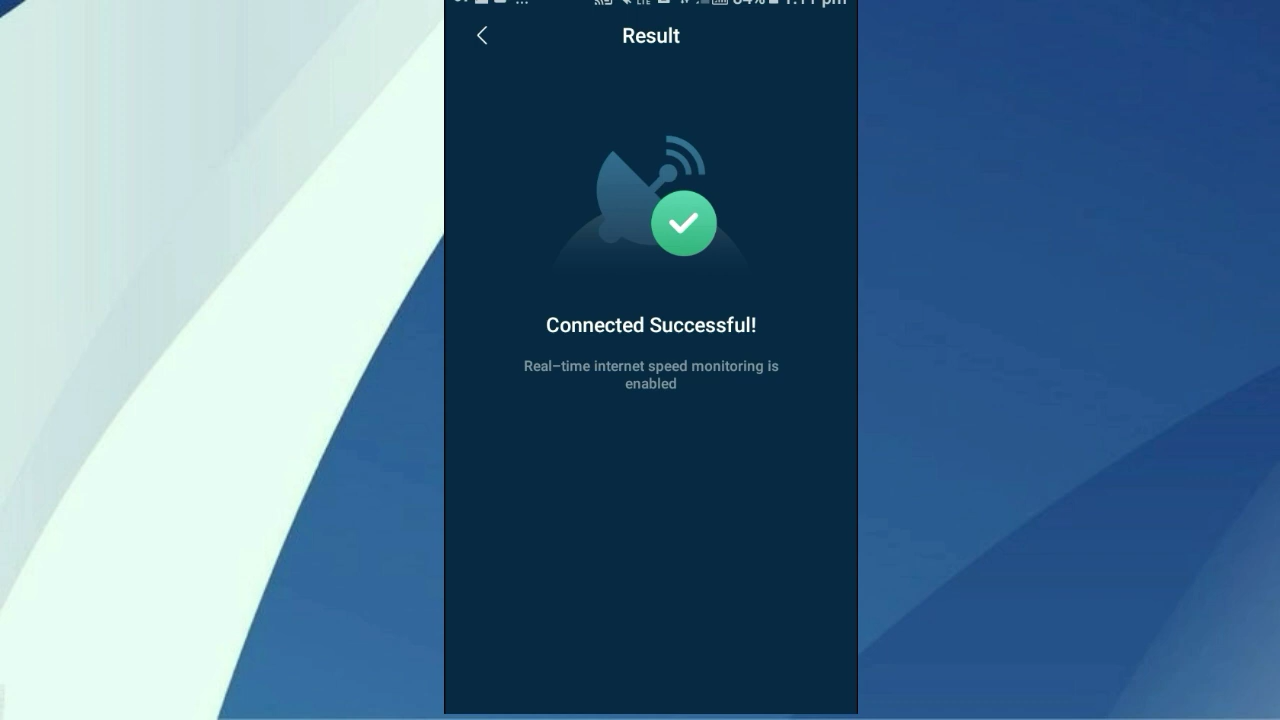 Result
Connected Successful!
Real-time internet speed monitoring is
enabled